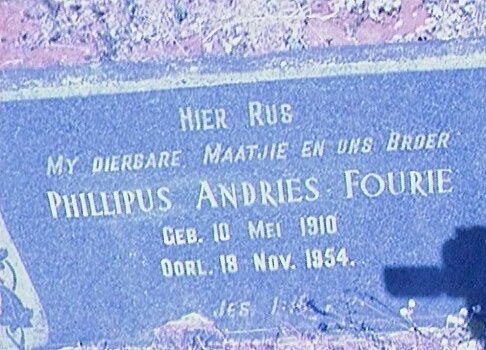 HIER RUS
MY DIERBARE MAATJIE EN ONS BROER
PHILLIPUS ANDRIES FOURIE
GEB. 10 MEI 1910
OORL. 18 NOV. 1954.
JES.